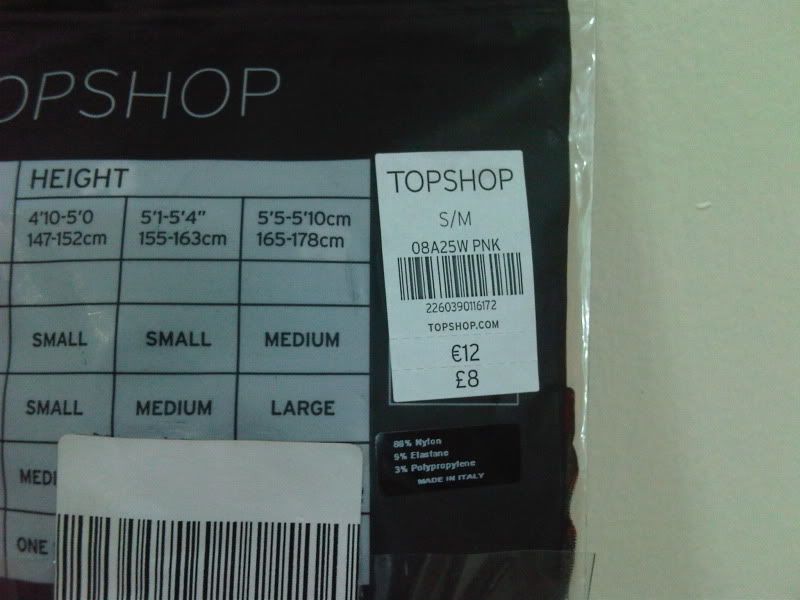 OPSHOP
HEIGHT
4'10-5'0 5'1-5'4" 5'5-5'10cm
147-152cm 155-163cm 165-178cm
SMALL SMALL MEDIUM
SMALL MEDIUM LARGE
MEDI
ONE
TOPSHOP
S/M
08A25W PNK
2260390116172
TOPSHOP.COM
€12
£8
Nylon
Elastane
3% Polypropylene
MADE IN ITALY